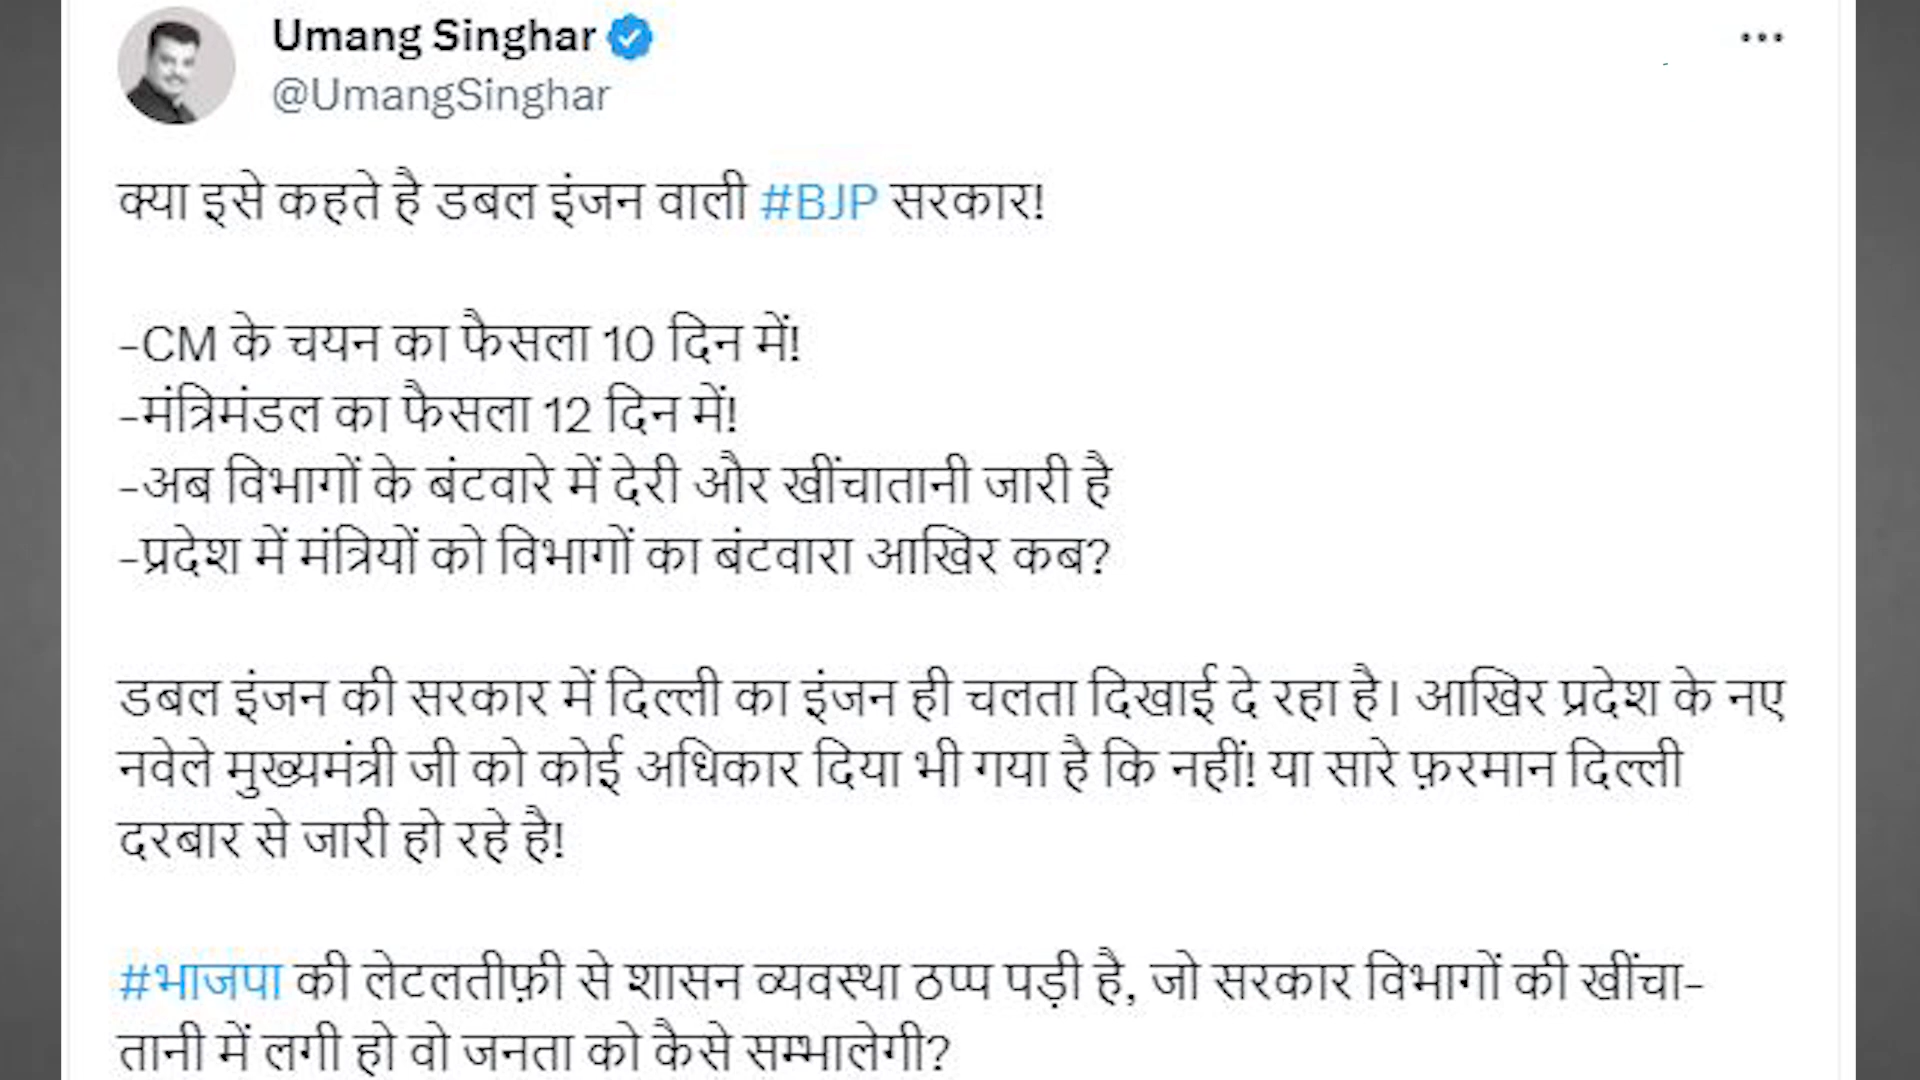 Umang Singhar
@UmangSinghar
क्या इसे कहते है डबल इंजन वाली #BJP सरकार!
-CM के चयन का फैसला 10 दिन में!
-मंत्रिमंडल का फैसला 12 दिन में!
-अब विभागों के बंटवारे में देरी और खींचातानी जारी है
-प्रदेश में मंत्रियों को विभागों का बंटवारा आखिर कब?
डबल इंजन की सरकार में दिल्ली का इंजन ही चलता दिखाई दे रहा है। आखिर प्रदेश के नए
नवेले मुख्यमंत्री जी को कोई अधिकार दिया भी गया है कि नहीं! या सारे फ़रमान दिल्ली
दरबार से जारी हो रहे है!
#भाजपा की लेटलतीफ़ी से शासन व्यवस्था ठप्प पड़ी है, जो सरकार विभागों की खींचा-
तानी में लगी हो वो जनता को कैसे सम्भालेगी?